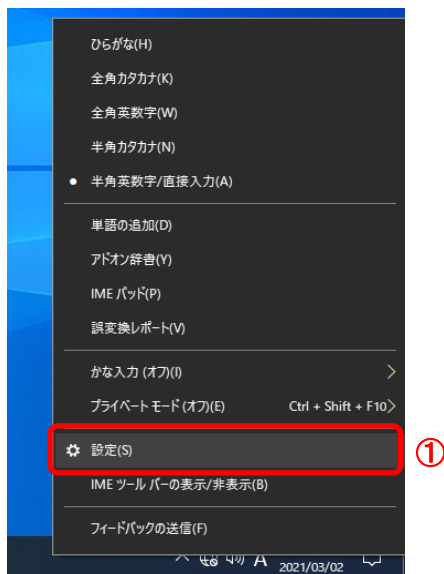 ひらがな(H)
全角カタカナ(K)
全角英数字(W)
半角カタカナ(N)
● 半角英数字/直接入力(A)
単語の追加(D)
アドオン辞書(Y)
IME パッド(P)
誤変換レポート(V)
かな入力 (オフ)(I)
プライベート モード (オフ)(E) Ctrl + Shift + F10
設定(S) ①
IME ツール バーの表示/非表示(B)
フィードバックの送信(F)
A
2021/03/02